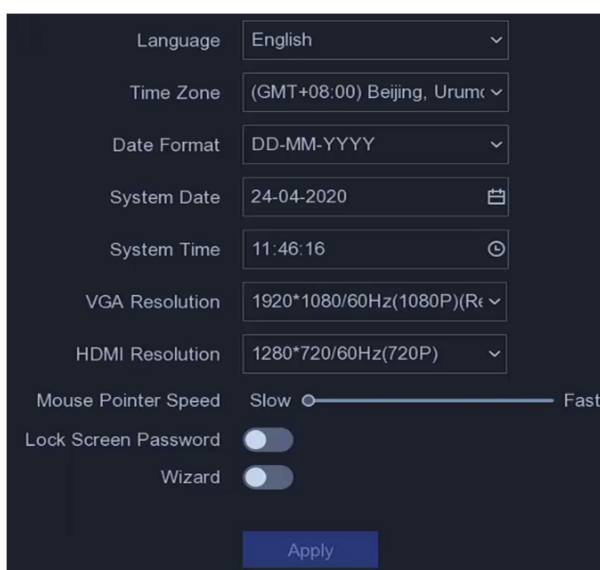 Language English
Time Zone (GMT+08:00) Beijing, Urumc
Date Format DD-MM-YYYY
System Date 24-04-2020
System Time 11:46:16
VGA Resolution 1920*1080/60Hz(1080P)(Re
HDMI Resolution 1280*720/60Hz(720P)
Mouse Pointer Speed Slow Fast
Lock Screen Password
Wizard
Apply